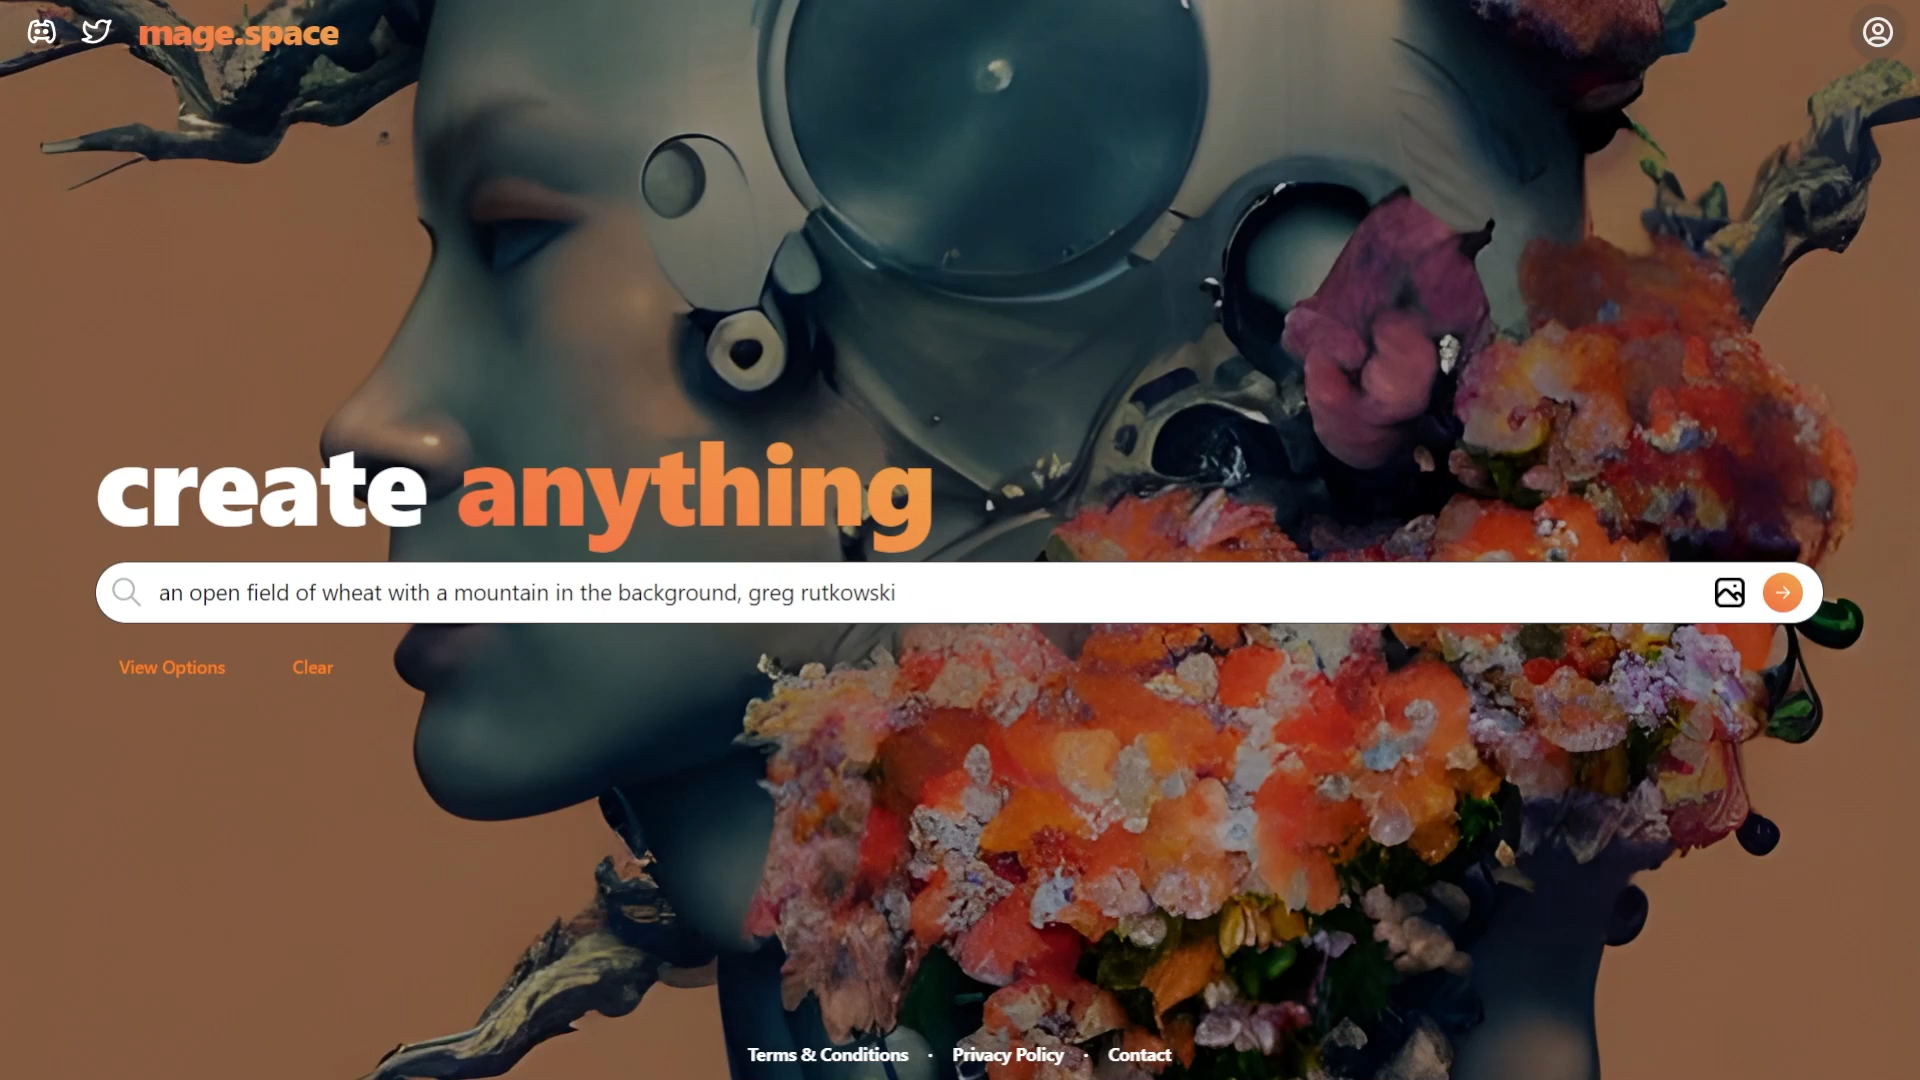 mage.space
create anything
an open field of wheat with a mountain in the background, greg rutkowski
View Options Clear
Terms & Conditions · Privacy Policy · Contact